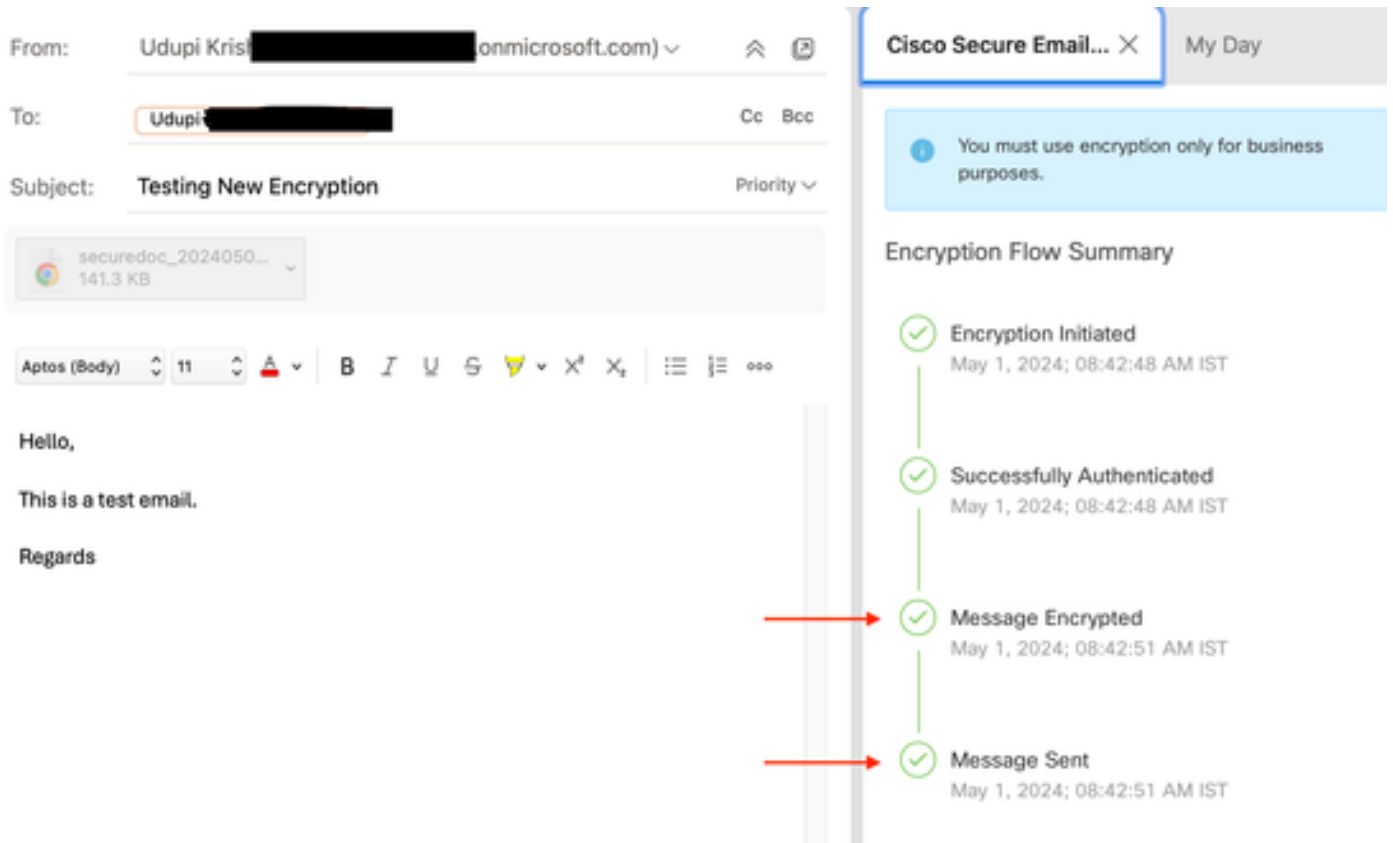 From: Udupi Kris onmicrosoft.com)
To: Udupi Cc Bcc
Subject: Testing New Encryption Priority
securedoc_2024050...
141.3 KB
Aptos (Body) 11 A B I U S X² X₂
Hello,
This is a test email.
Regards
Cisco Secure Email... My Day
You must use encryption only for business
purposes.
Encryption Flow Summary
Encryption Initiated
May 1, 2024; 08:42:48 AM IST
Successfully Authenticated
May 1, 2024; 08:42:48 AM IST
Message Encrypted
May 1, 2024; 08:42:51 AM IST
Message Sent
May 1, 2024; 08:42:51 AM IST